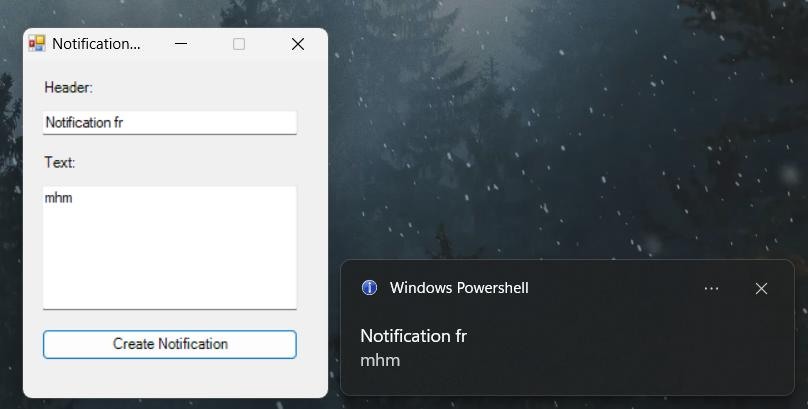 Notification...
Header:
Notification fr
Text:
mhm
Create Notification
Windows Powershell
Notification fr
mhm